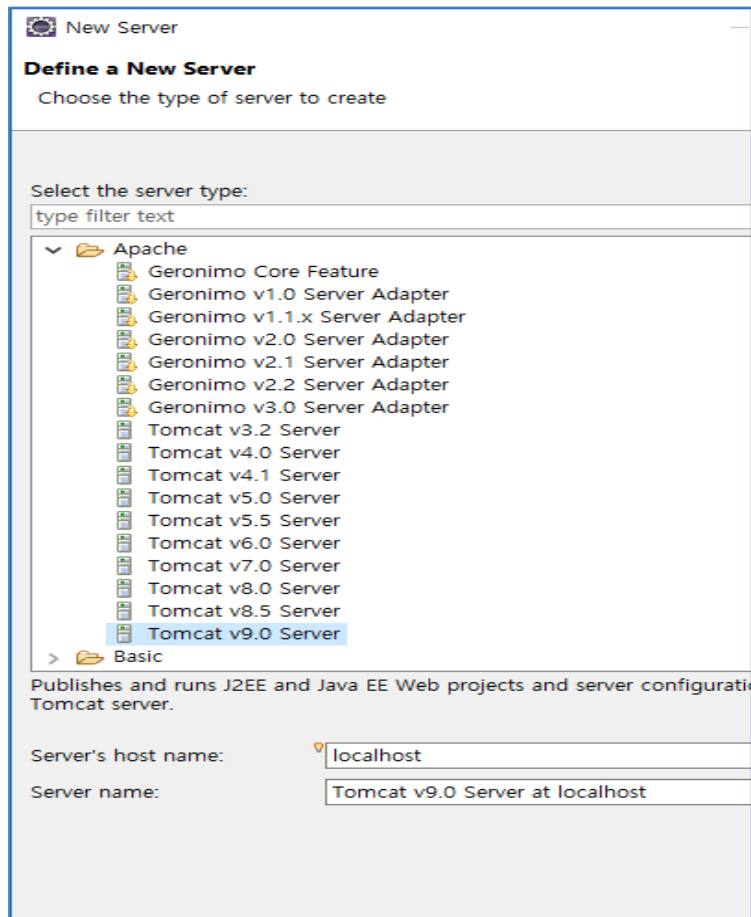 New Server
Define a New Server
Choose the type of server to create
Select the server type:
type filter text
Apache
Geronimo Core Feature
Geronimo v1.0 Server Adapter
Geronimo v1.1.x Server Adapter
Geronimo v2.0 Server Adapter
Geronimo v2.1 Server Adapter
Geronimo v2.2 Server Adapter
Geronimo v3.0 Server Adapter
Tomcat v3.2 Server
Tomcat v4.0 Server
Tomcat v4.1 Server
Tomcat v5.0 Server
Tomcat v5.5 Server
Tomcat v6.0 Server
Tomcat v7.0 Server
Tomcat v8.0 Server
Tomcat v8.5 Server
Tomcat v9.0 Server
Basic
Publishes and runs J2EE and Java EE Web projects and server configurati
Tomcat server.
Server's host name: localhost
Server name: Tomcat v9.0 Server at localhost